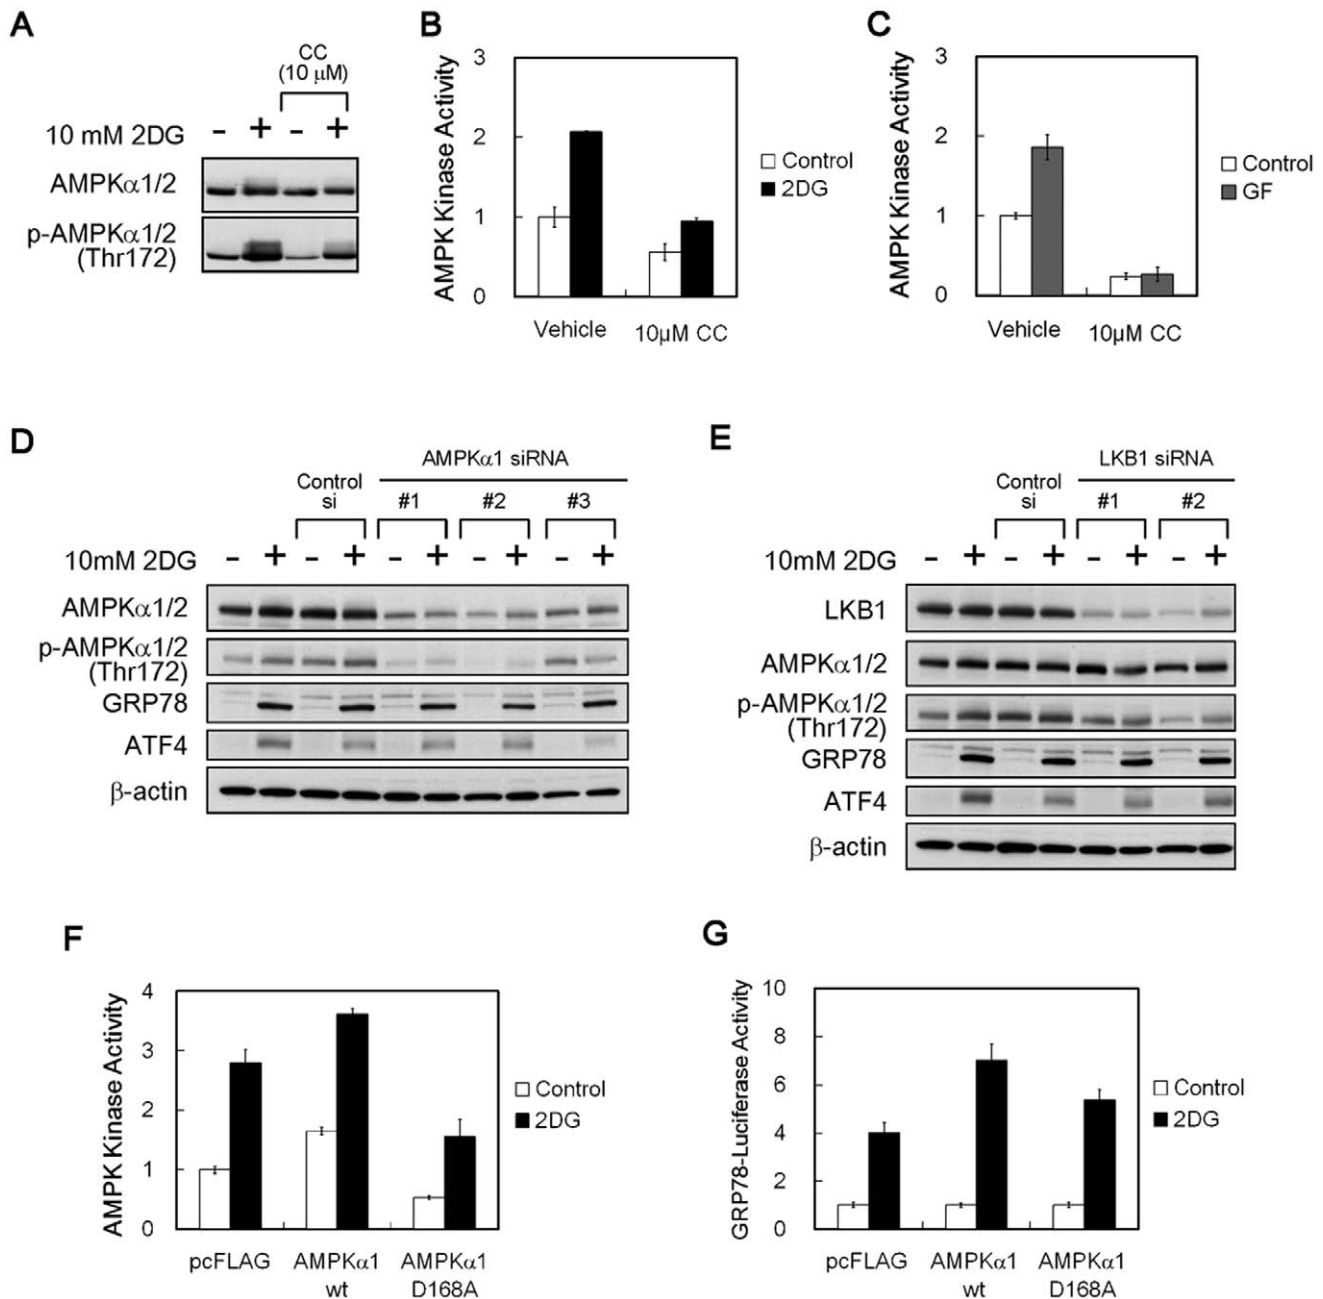 A
CC
(10 μM)
10 mM 2DG - + - +
AMPKα1/2
p-AMPKα1/2
(Thr172)
B
AMPK Kinase Activity
3
2
1
0
Vehicle
10μM CC
Control
2DG
C
AMPK Kinase Activity
3
2
1
0
Vehicle
10μM CC
Control
GF
D
AMPKα1 siRNA
Control
si
#1 #2 #3
10mM 2DG - + - + - + - + - +
AMPKα1/2
p-AMPKα1/2
(Thr172)
GRP78
ATF4
β-actin
E
LKB1 siRNA
Control
si
#1 #2
10mM 2DG - + - + - + - +
LKB1
AMPKα1/2
p-AMPKα1/2
(Thr172)
GRP78
ATF4
β-actin
F
AMPK Kinase Activity
4
3
2
1
0
pcFLAG
AMPKα1
wt
AMPKα1
D168A
Control
2DG
G
GRP78-Luciferase Activity
10
8
6
4
2
0
pcFLAG
AMPKα1
wt
AMPKα1
D168A
Control
2DG